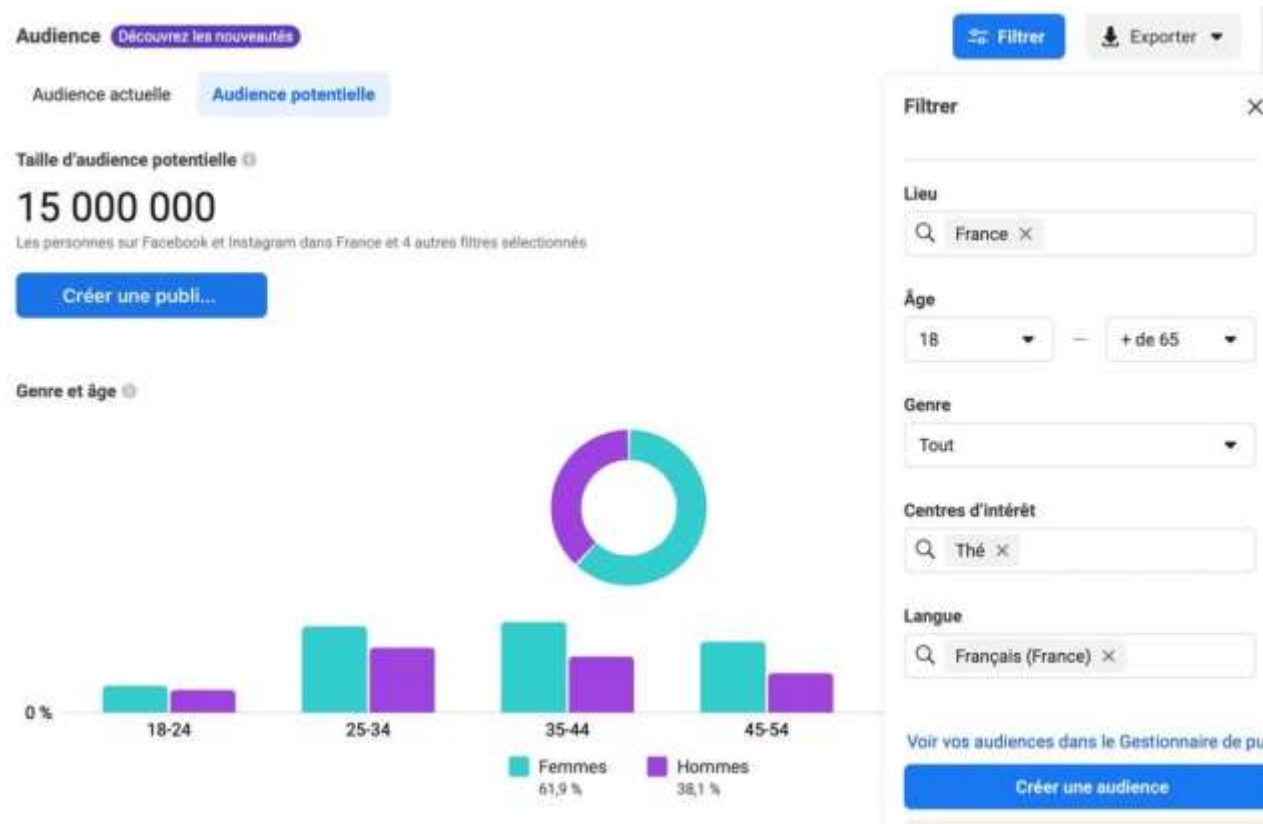 Audience Découvrez les nouveautés
Filtrer
Exporter
Audience actuelle
Audience potentielle
Taille d'audience potentielle
15 000 000
Les personnes sur Facebook et Instagram dans France et 4 autres filtres sélectionnés
Créer une publi...
Genre et âge
0 %
18-24
25-34
35-44
45-54
Femmes
61,9 %
Hommes
38,1 %
Filtrer
Lieu
France
Âge
18
+ de 65
Genre
Tout
Centres d'intérêt
Thé
Langue
Français (France)
Voir vos audiences dans le Gestionnaire de pu
Créer une audience